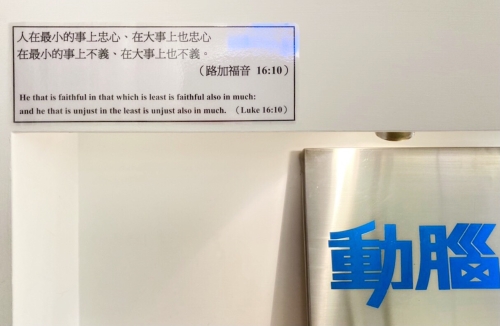 人在最小的事上忠心、在大事上也忠心
在最小的事上不義、在大事上也不義。
（路加福音 16:10）
He that is faithful in that which is least is faithful also in much:
and he that is unjust in the least is unjust also in much. （Luke 16:10）
動腦